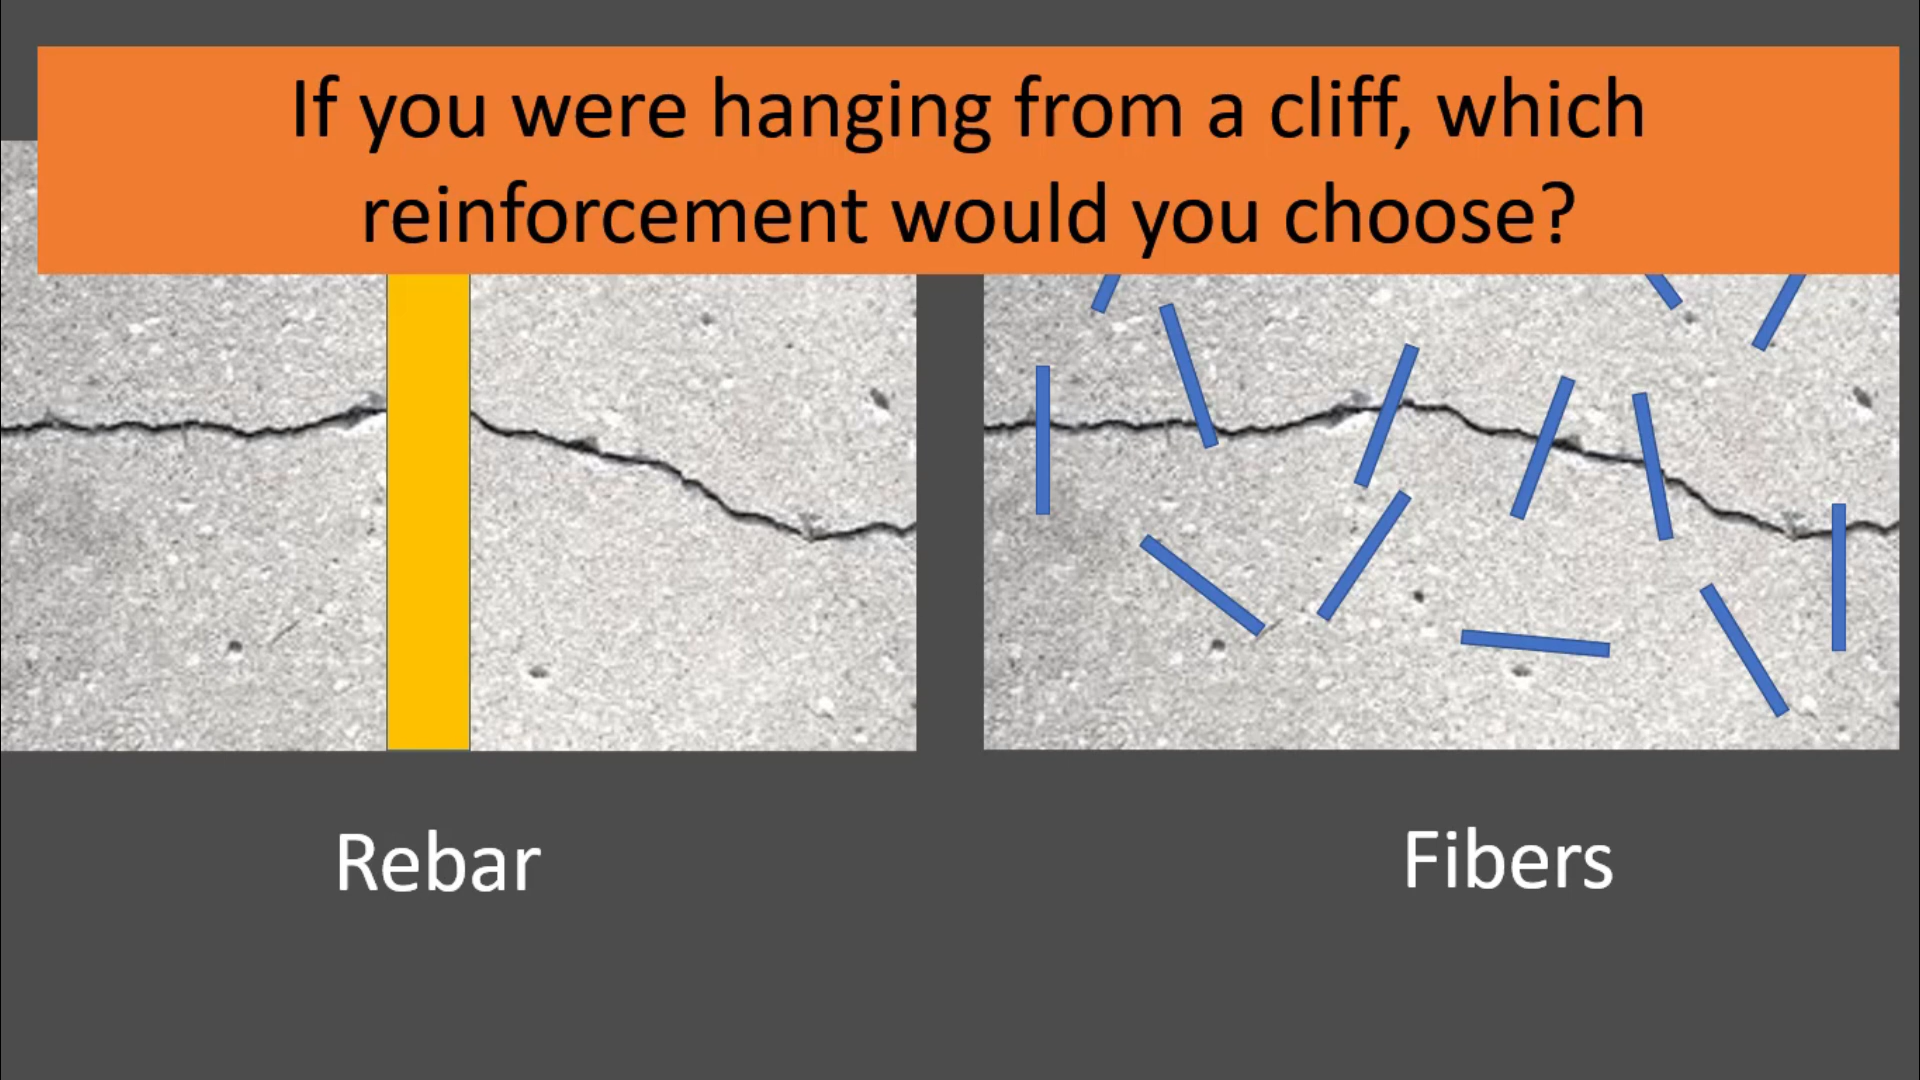 If you were hanging from a cliff, which
reinforcement would you choose?
Rebar
Fibers